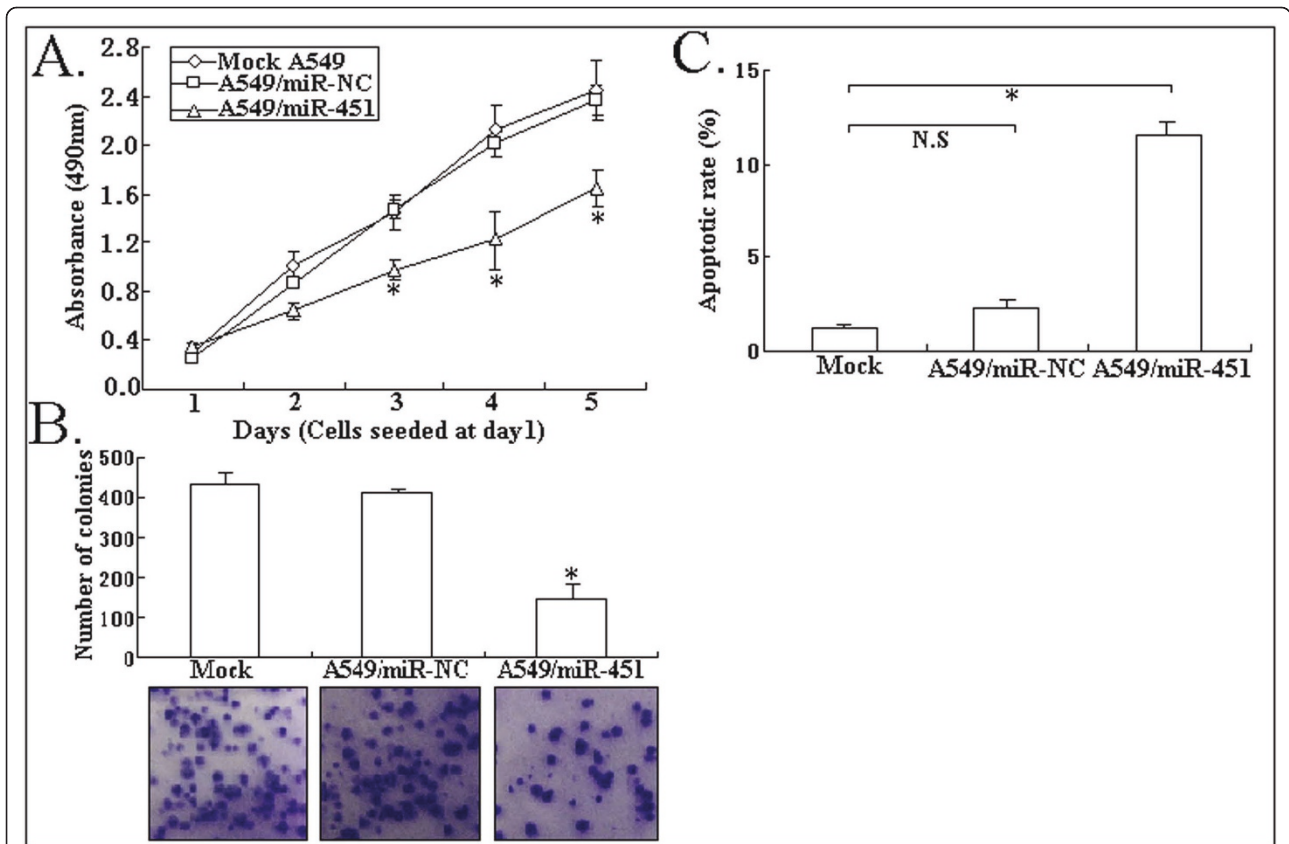 A.
Mock A549
A549/miR-NC
A549/miR-451
Absorbance (490nm)
2.8
2.4
2.0
1.6
1.2
0.8
0.4
0.0
*
*
*
1 2 3 4 5
Days (Cells seeded at day1)
B.
Number of colonies
500
400
300
200
100
0
*
Mock A549/miR-NC A549/miR-451
C.
Apoptotic rate (%)
15
10
5
0
*
N.S
Mock A549/miR-NC A549/miR-451